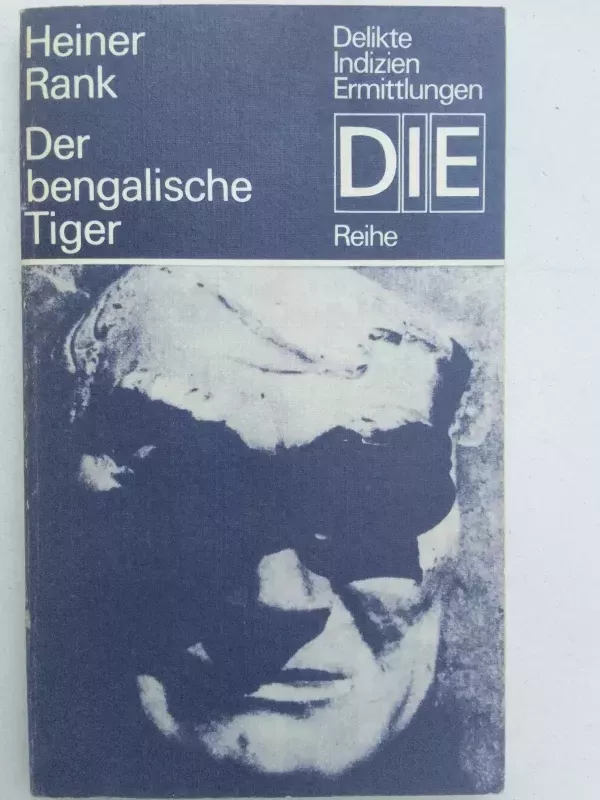 Heiner
Rank
Der
bengalische
Tiger
Delikte
Indizien
Ermittlungen
DIE
Reihe